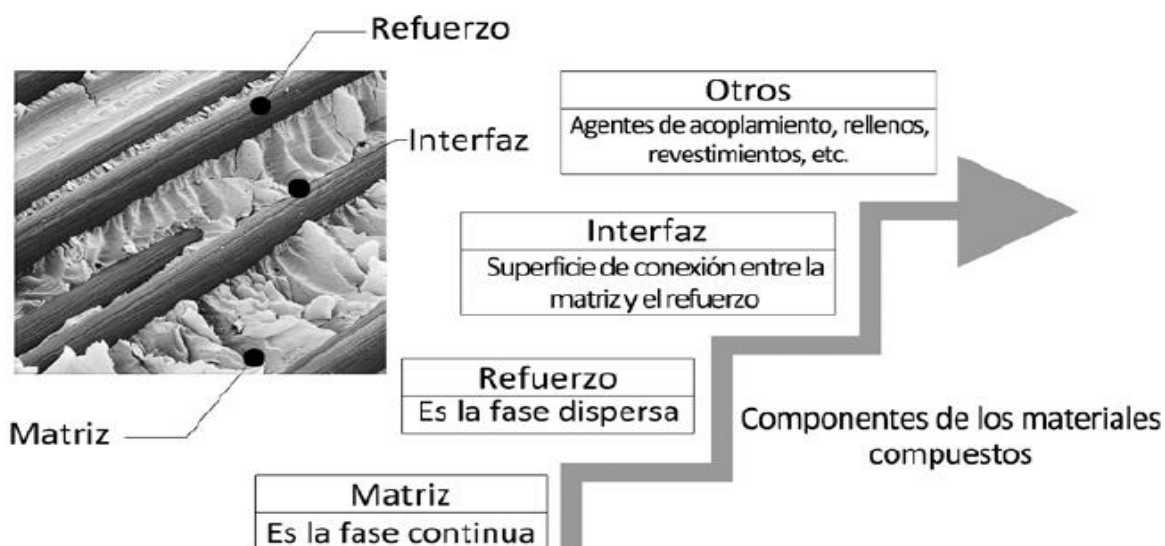 Refuerzo
Interfaz
Matriz
Otros
Agentes de acoplamiento, rellenos,
revestimientos, etc.
Interfaz
Superficie de conexión entre la
matriz y el refuerzo
Refuerzo
Es la fase dispersa
Matriz
Es la fase continua
Componentes de los materiales
compuestos